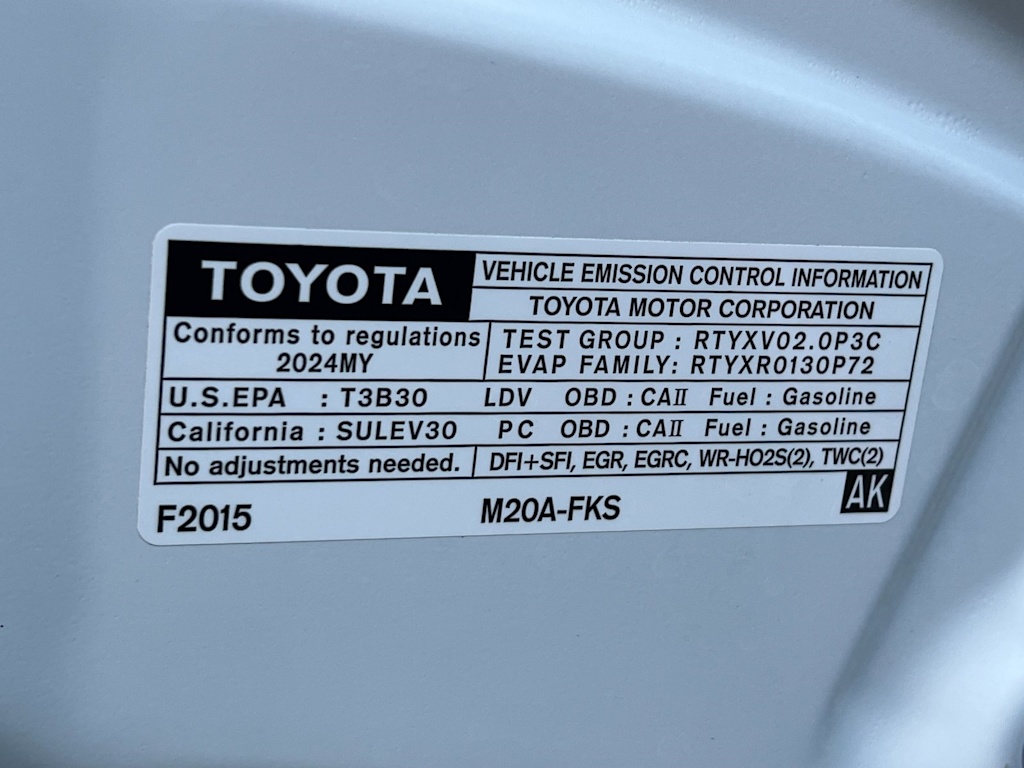 TOYOTA
VEHICLE EMISSION CONTROL INFORMATION
TOYOTA MOTOR CORPORATION
Conforms to regulations
2024MY
TEST GROUP : RTYXV02.0P3C
EVAP FAMILY: RTYXR0130P72
U.S.EPA : T3B30 LDV OBD : CAⅡ Fuel : Gasoline
California : SULEV30 PC OBD : CAⅡ Fuel : Gasoline
No adjustments needed. DFI+SFI, EGR, EGRC, WR-HO2S(2), TWC(2)
F2015 M20A-FKS AK